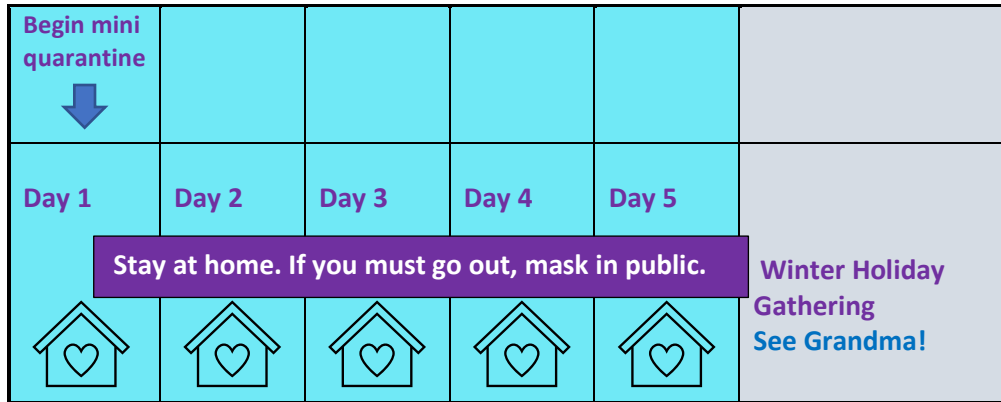 Begin mini
quarantine
Day 1
Day 2
Day 3
Day 4
Day 5
Stay at home. If you must go out, mask in public.
Winter Holiday
Gathering
See Grandma!